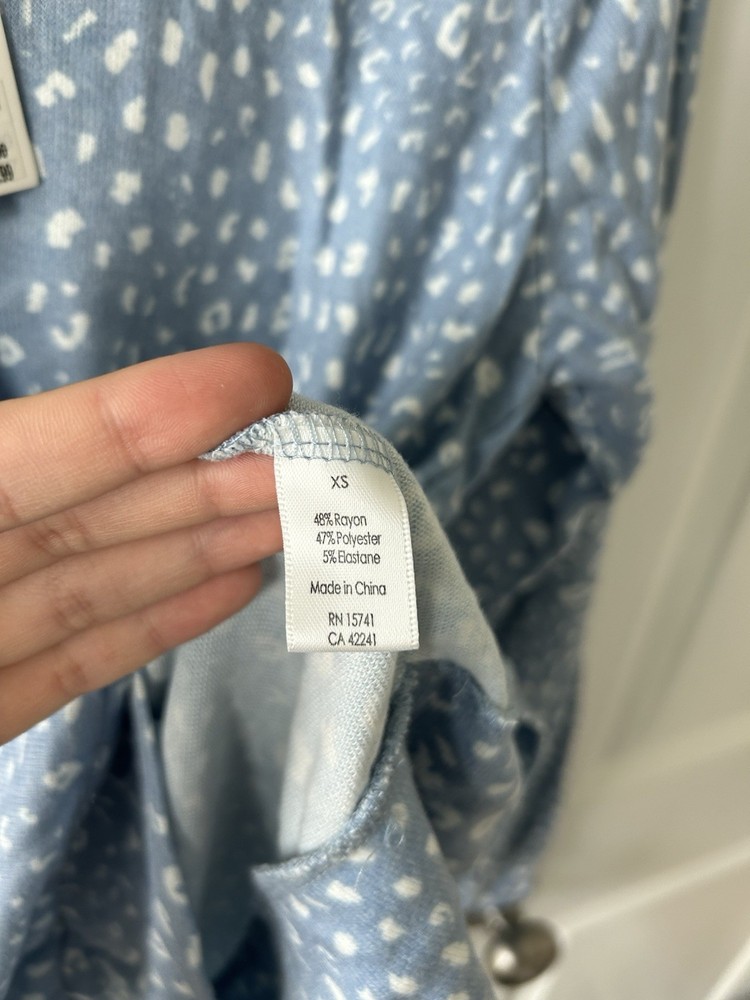 XS
48% Rayon
47% Polyester
5% Elastane
Made in China
RN 15741
CA 42241